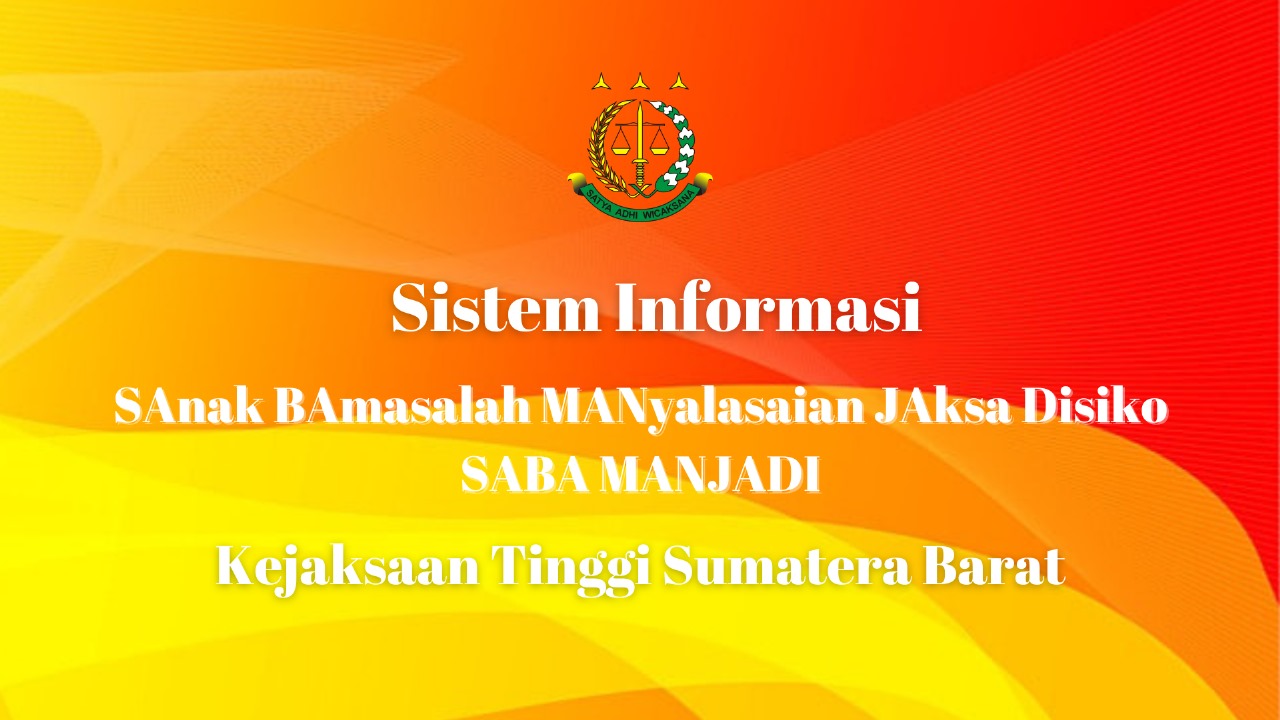 SATYA ADHI WICAKSANA
Sistem Informasi
SAnak BAmasalah MANyalasaian JAksa Disiko
SABA MANJADI
Kejaksaan Tinggi Sumatera Barat